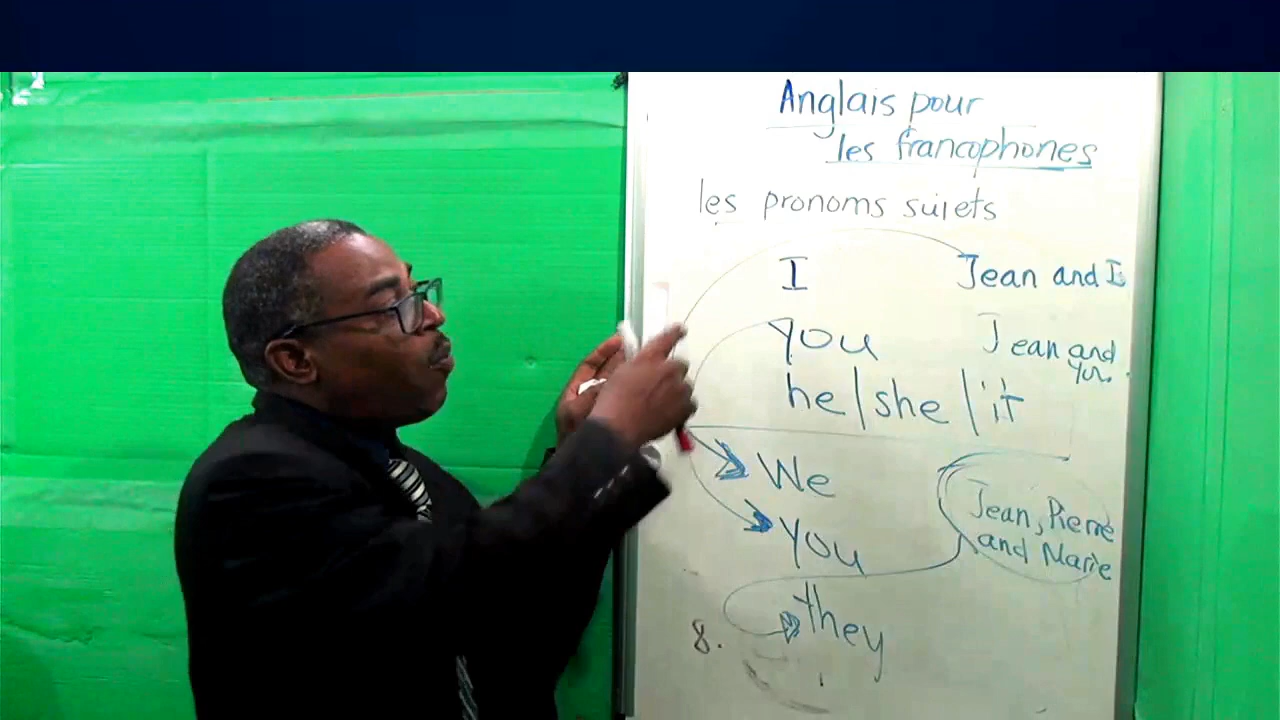 Anglais pour
les francophones
les pronoms sujets
I Jean and I
you Jean and you.
he/she/it
We
Jean, Pierre
and Marie
you
they
8.